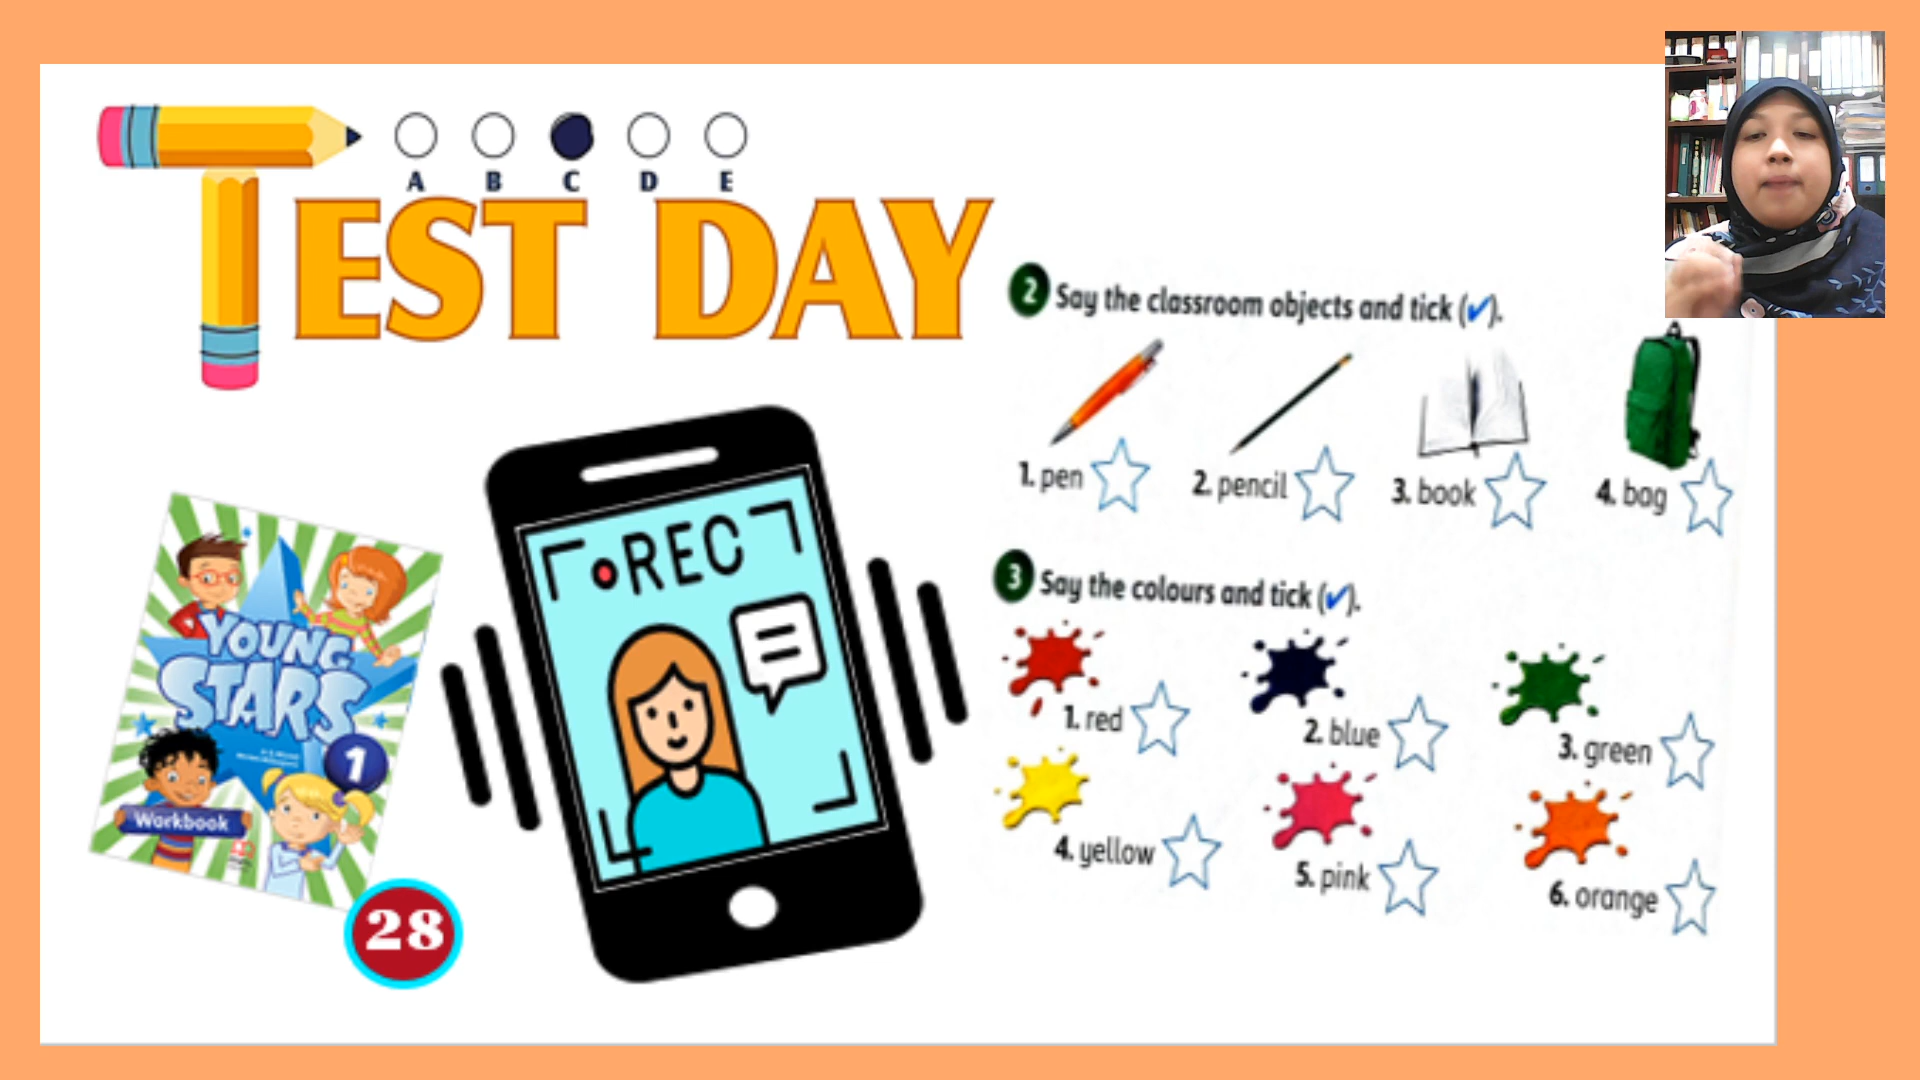 A B C D E
TEST DAY
2 Say the classroom objects and tick (✓).
1. pen
2. pencil
3. book
4. bag
3 Say the colours and tick (✓).
1. red
2. blue
3. green
4. yellow
5. pink
6. orange
REC
YOUNG
STARS
1
Workbook
28